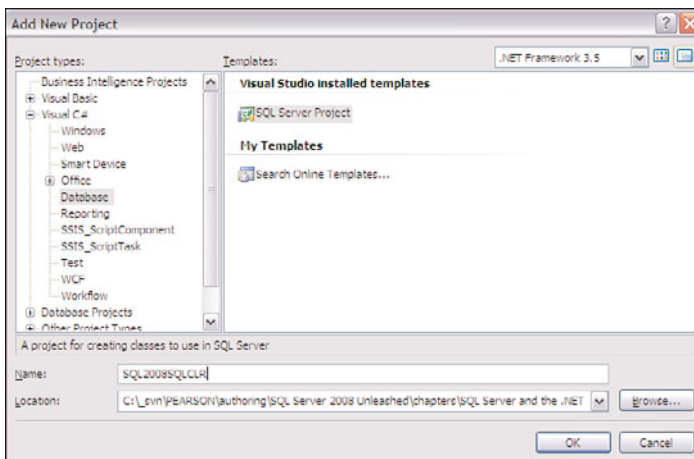 Add New Project
Project types:
Templates:
.NET Framework 3.5
Business Intelligence Projects
Visual Basic
Visual C#
Windows
Web
Smart Device
Office
Database
Reporting
SSIS_ScriptComponent
SSIS_ScriptTask
Test
WCF
Workflow
Database Projects
Other Project Types
Visual Studio installed templates
SQL Server Project
My Templates
Search Online Templates...
A project for creating classes to use in SQL Server
Name:
SQL2008SQLCLR
Location:
C:\_svn\PEARSON\authoring\SQL Server 2008 Unleashed\chapters\SQL Server and the .NET
Browse...
OK
Cancel